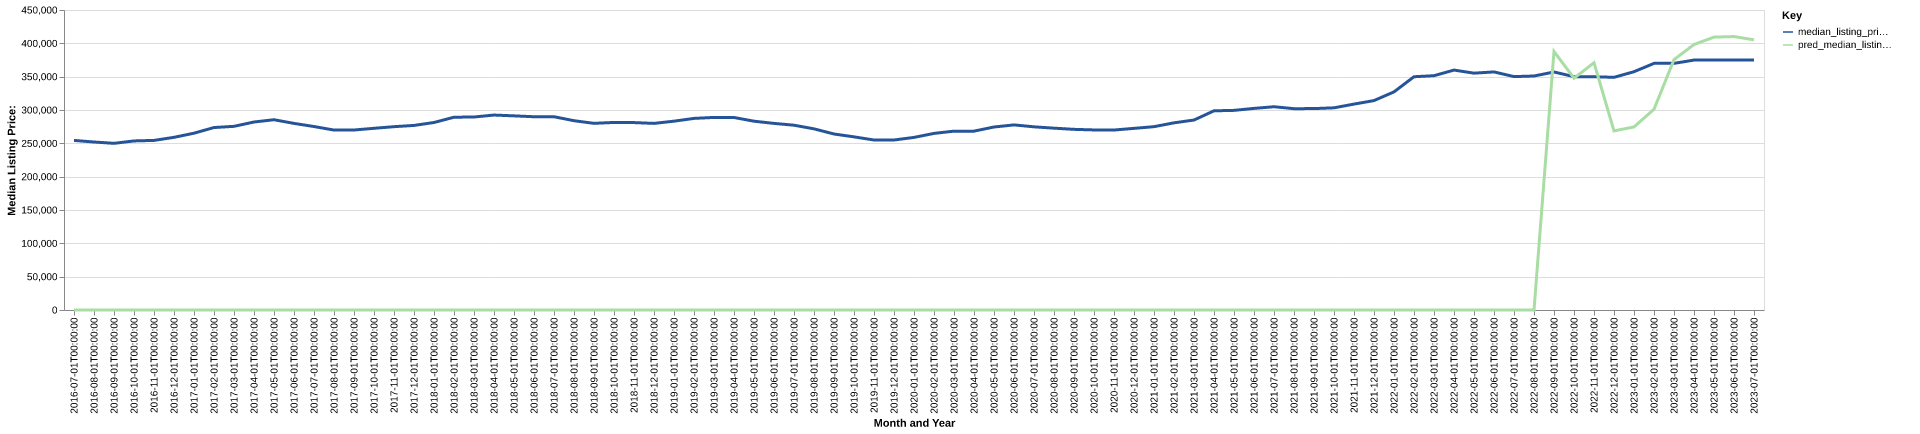 Key
median_listing_pri…
pred_median_listin…
Median Listing Price:
450,000
400,000
350,000
300,000
250,000
200,000
150,000
100,000
50,000
0
2016-07-01T00:00:00
2016-08-01T00:00:00
2016-09-01T00:00:00
2016-10-01T00:00:00
2016-11-01T00:00:00
2016-12-01T00:00:00
2017-01-01T00:00:00
2017-02-01T00:00:00
2017-03-01T00:00:00
2017-04-01T00:00:00
2017-05-01T00:00:00
2017-06-01T00:00:00
2017-07-01T00:00:00
2017-08-01T00:00:00
2017-09-01T00:00:00
2017-10-01T00:00:00
2017-11-01T00:00:00
2017-12-01T00:00:00
2018-01-01T00:00:00
2018-02-01T00:00:00
2018-03-01T00:00:00
2018-04-01T00:00:00
2018-05-01T00:00:00
2018-06-01T00:00:00
2018-07-01T00:00:00
2018-08-01T00:00:00
2018-09-01T00:00:00
2018-10-01T00:00:00
2018-11-01T00:00:00
2018-12-01T00:00:00
2019-01-01T00:00:00
2019-02-01T00:00:00
2019-03-01T00:00:00
2019-04-01T00:00:00
2019-05-01T00:00:00
2019-06-01T00:00:00
2019-07-01T00:00:00
2019-08-01T00:00:00
2019-09-01T00:00:00
2019-10-01T00:00:00
2019-11-01T00:00:00
2019-12-01T00:00:00
2020-01-01T00:00:00
2020-02-01T00:00:00
2020-03-01T00:00:00
2020-04-01T00:00:00
2020-05-01T00:00:00
2020-06-01T00:00:00
2020-07-01T00:00:00
2020-08-01T00:00:00
2020-09-01T00:00:00
2020-10-01T00:00:00
2020-11-01T00:00:00
2020-12-01T00:00:00
2021-01-01T00:00:00
2021-02-01T00:00:00
2021-03-01T00:00:00
2021-04-01T00:00:00
2021-05-01T00:00:00
2021-06-01T00:00:00
2021-07-01T00:00:00
2021-08-01T00:00:00
2021-09-01T00:00:00
2021-10-01T00:00:00
2021-11-01T00:00:00
2021-12-01T00:00:00
2022-01-01T00:00:00
2022-02-01T00:00:00
2022-03-01T00:00:00
2022-04-01T00:00:00
2022-05-01T00:00:00
2022-06-01T00:00:00
2022-07-01T00:00:00
2022-08-01T00:00:00
2022-09-01T00:00:00
2022-10-01T00:00:00
2022-11-01T00:00:00
2022-12-01T00:00:00
2023-01-01T00:00:00
2023-02-01T00:00:00
2023-03-01T00:00:00
2023-04-01T00:00:00
2023-05-01T00:00:00
2023-06-01T00:00:00
2023-07-01T00:00:00
Month and Year